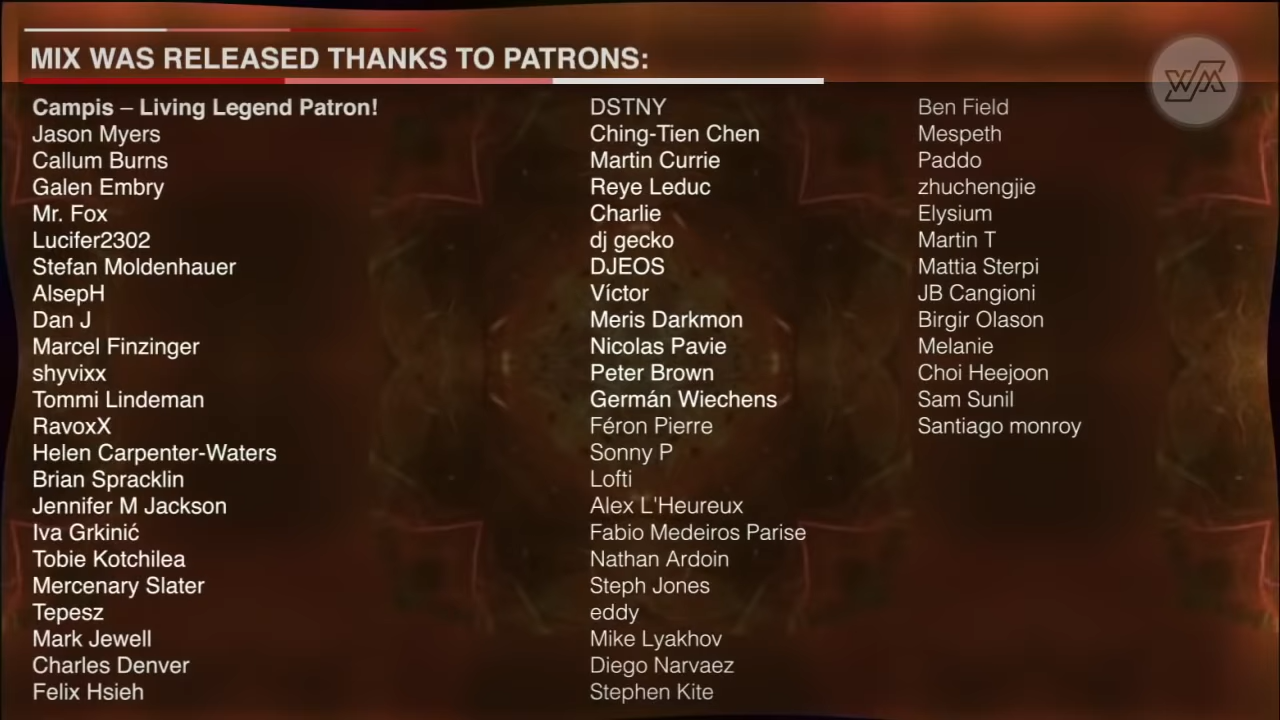 MIX WAS RELEASED THANKS TO PATRONS:
WM
Campis – Living Legend Patron!
Jason Myers
Callum Burns
Galen Embry
Mr. Fox
Lucifer2302
Stefan Moldenhauer
AlsepH
Dan J
Marcel Finzinger
shyvixx
Tommi Lindeman
RavoxX
Helen Carpenter-Waters
Brian Spracklin
Jennifer M Jackson
Iva Grkinić
Tobie Kotchilea
Mercenary Slater
Tepesz
Mark Jewell
Charles Denver
Felix Hsieh
DSTNY
Ching-Tien Chen
Martin Currie
Reye Leduc
Charlie
dj gecko
DJEOS
Víctor
Meris Darkmon
Nicolas Pavie
Peter Brown
Germán Wiechens
Féron Pierre
Sonny P
Lofti
Alex L'Heureux
Fabio Medeiros Parise
Nathan Ardoin
Steph Jones
eddy
Mike Lyakhov
Diego Narvaez
Stephen Kite
Ben Field
Mespeth
Paddo
zhuchengjie
Elysium
Martin T
Mattia Sterpi
JB Cangioni
Birgir Olason
Melanie
Choi Heejoon
Sam Sunil
Santiago monroy